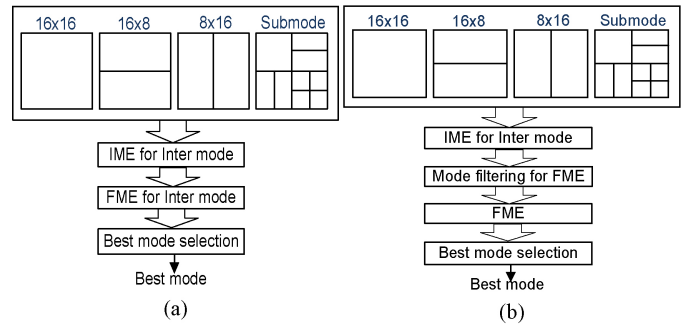 16x16 16x8 8x16 Submode
IME for Inter mode
FME for Inter mode
Best mode selection
Best mode
(a)
16x16 16x8 8x16 Submode
IME for Inter mode
Mode filtering for FME
FME
Best mode selection
Best mode
(b)